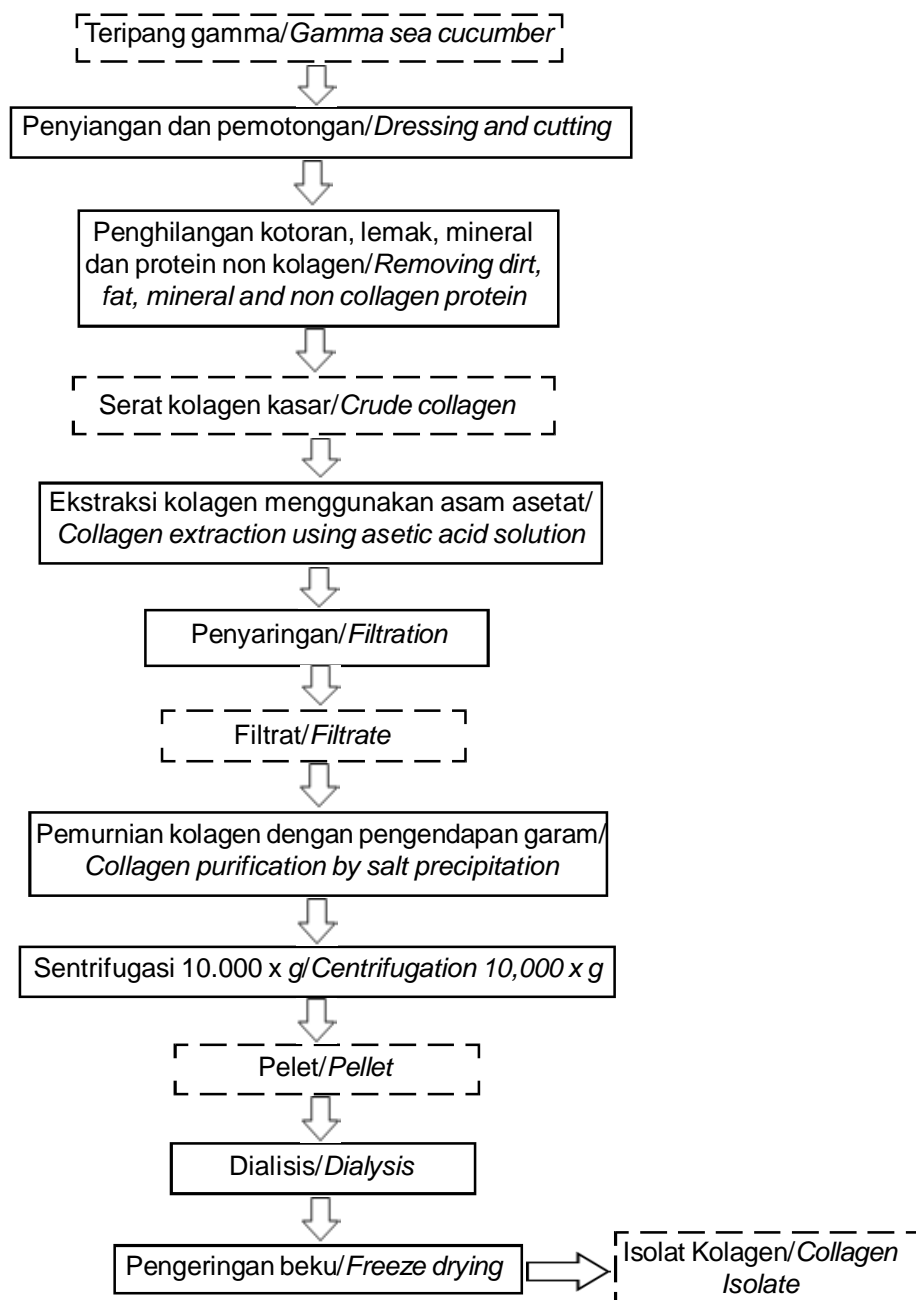 Teripang gamma/Gamma sea cucumber
Penyiangan dan pemotongan/Dressing and cutting
Penghilangan kotoran, lemak, mineral
dan protein non kolagen/Removing dirt,
fat, mineral and non collagen protein
Serat kolagen kasar/Crude collagen
Ekstraksi kolagen menggunakan asam asetat/
Collagen extraction using asetic acid solution
Penyaringan/Filtration
Filtrat/Filtrate
Pemurnian kolagen dengan pengendapan garam/
Collagen purification by salt precipitation
Sentrifugasi 10.000 x g/Centrifugation 10,000 x g
Pelet/Pellet
Dialisis/Dialysis
Pengeringan beku/Freeze drying
Isolat Kolagen/Collagen
Isolate